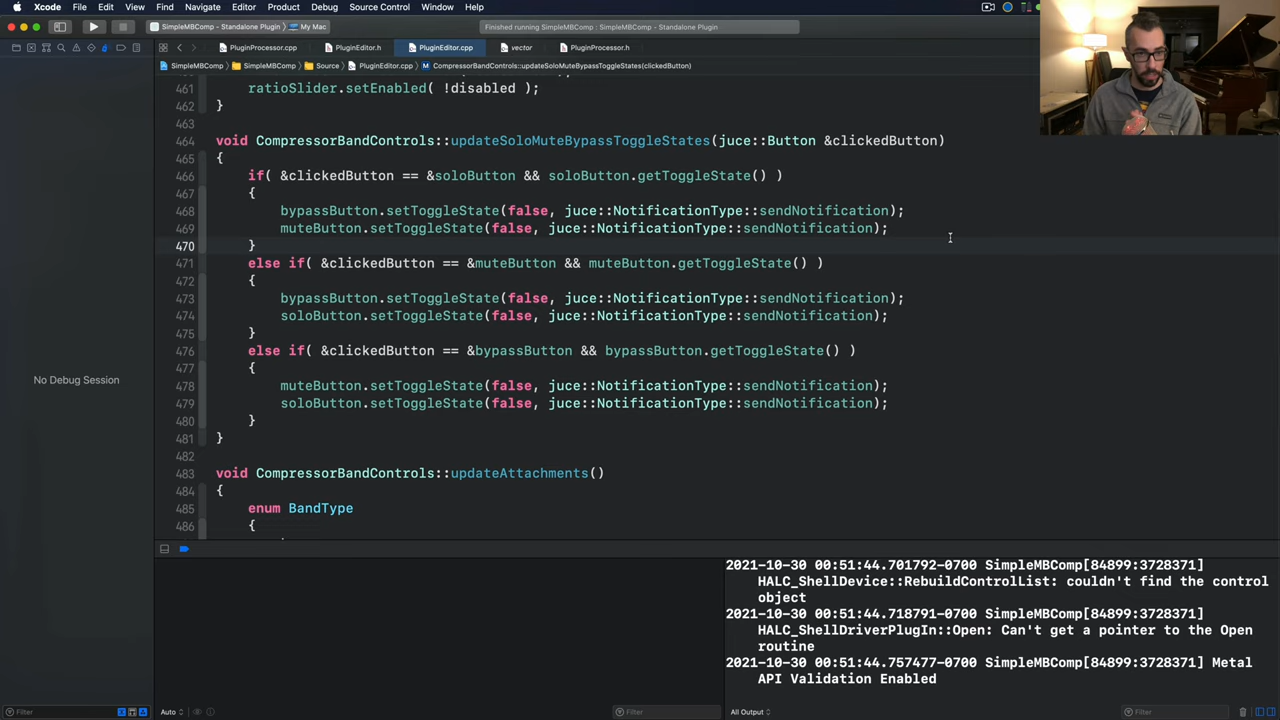 Xcode File Edit View Find Navigate Editor Product Debug Source Control Window Help
SimpleMBComp - Standalone Plugin My Mac
Finished running SimpleMBComp : Standalone Plugin
PluginProcessor.cpp PluginEditor.h PluginEditor.cpp vector PluginProcessor.h
SimpleMBComp SimpleMBComp Source PluginEditor.cpp CompressorBandControls::updateSoloMuteBypassToggleStates(clickedButton)
461 ratioSlider.setEnabled( !disabled );
462 }
463
464 void CompressorBandControls::updateSoloMuteBypassToggleStates(juce::Button &clickedButton)
465 {
466 if( &clickedButton == &soloButton && soloButton.getToggleState() )
467 {
468 bypassButton.setToggleState(false, juce::NotificationType::sendNotification);
469 muteButton.setToggleState(false, juce::NotificationType::sendNotification);
470 }
471 else if( &clickedButton == &muteButton && muteButton.getToggleState() )
472 {
473 bypassButton.setToggleState(false, juce::NotificationType::sendNotification);
474 soloButton.setToggleState(false, juce::NotificationType::sendNotification);
475 }
476 else if( &clickedButton == &bypassButton && bypassButton.getToggleState() )
477 {
478 muteButton.setToggleState(false, juce::NotificationType::sendNotification);
479 soloButton.setToggleState(false, juce::NotificationType::sendNotification);
480 }
481 }
482
483 void CompressorBandControls::updateAttachments()
484 {
485 enum BandType
486 {
No Debug Session
2021-10-30 00:51:44.701792-0700 SimpleMBComp[84899:3728371]
HALC_ShellDevice::RebuildControlList: couldn't find the control
object
2021-10-30 00:51:44.718791-0700 SimpleMBComp[84899:3728371]
HALC_ShellDriverPlugIn::Open: Can't get a pointer to the Open
routine
2021-10-30 00:51:44.757477-0700 SimpleMBComp[84899:3728371] Metal
API Validation Enabled
Filter Auto Filter All Output Filter